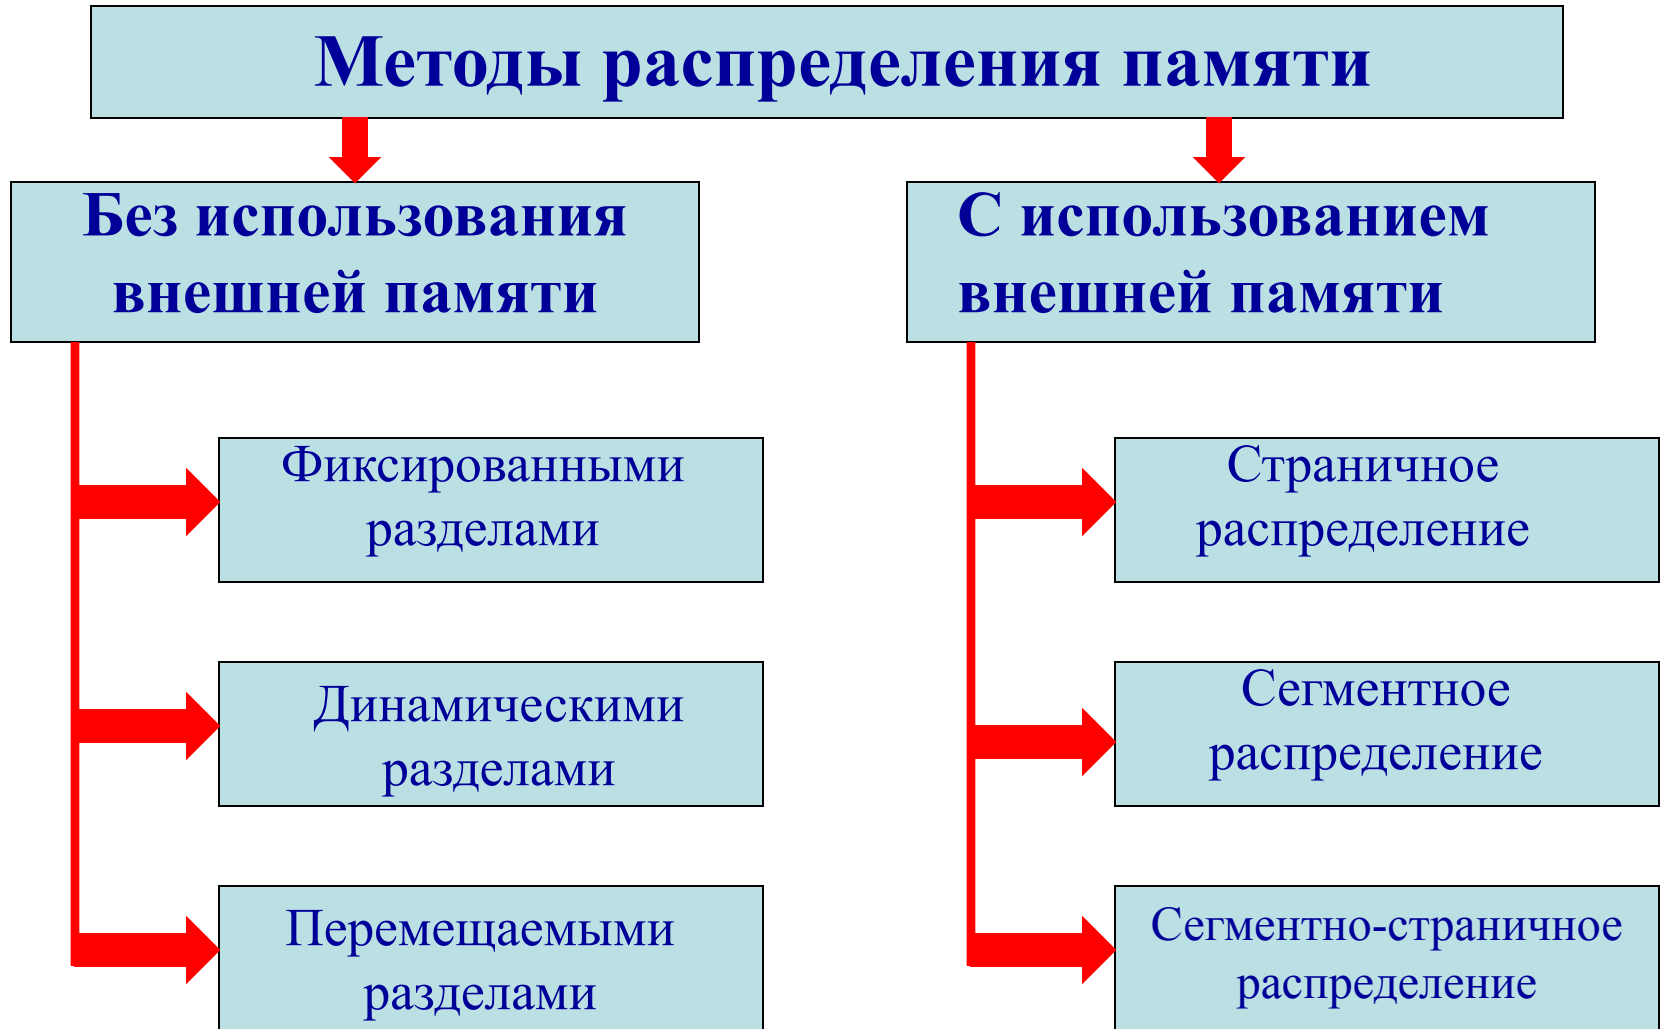 Методы распределения памяти
Без использования
внешней памяти
С использованием
внешней памяти
Фиксированными
разделами
Динамическими
разделами
Перемещаемыми
разделами
Страничное
распределение
Сегментное
распределение
Сегментно-страничное
распределение